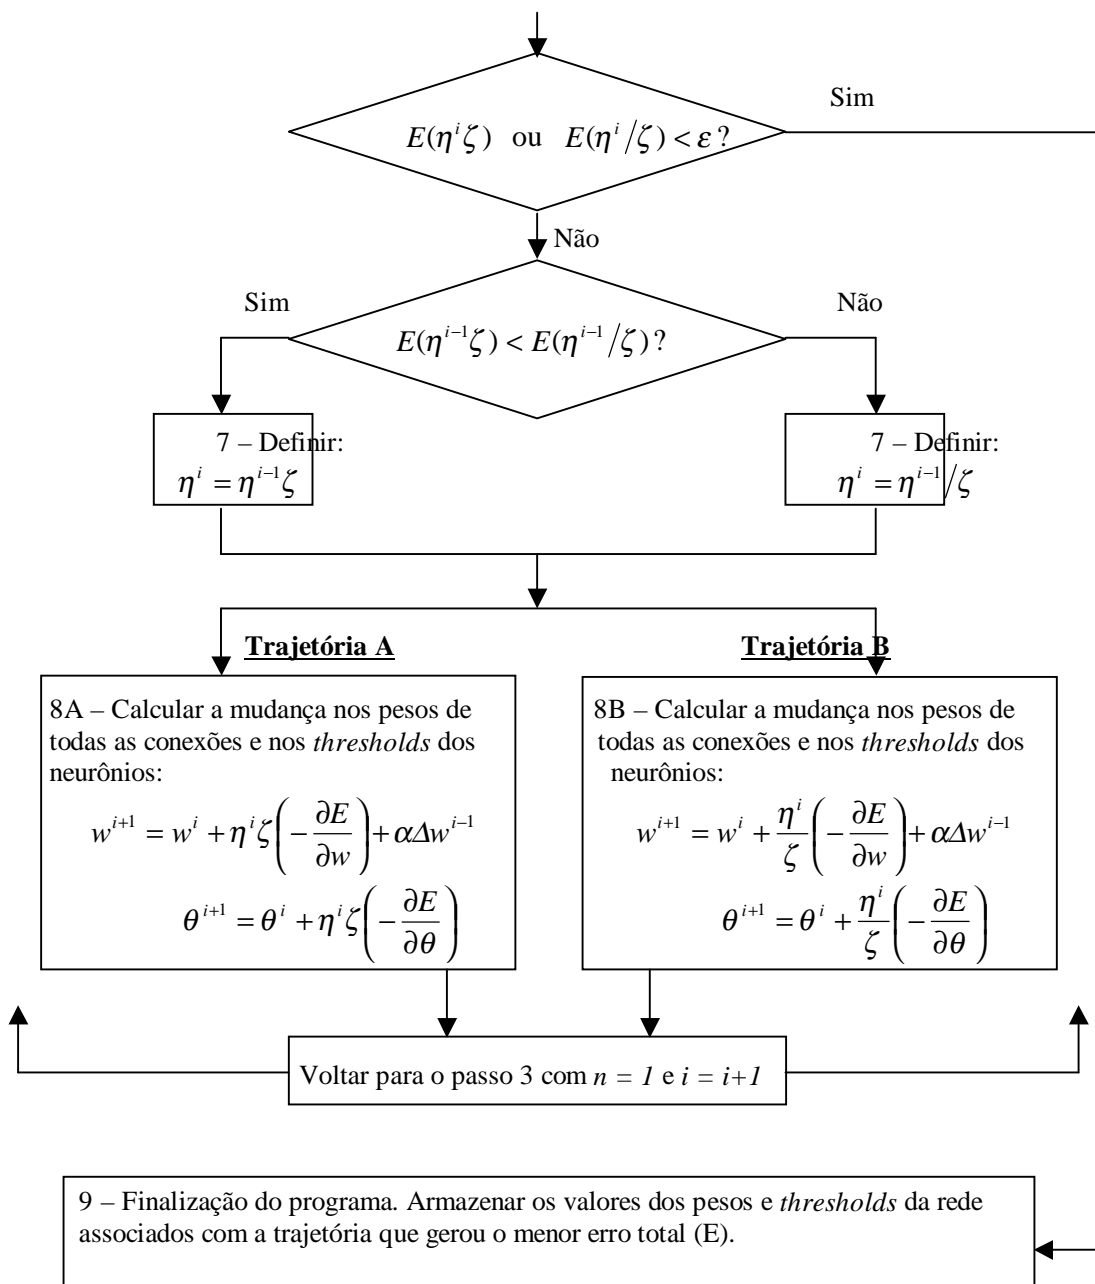 Sim
E(η^i ζ) ou E(η^i/ζ) < ε ?
Não
Sim
Não
E(η^{i−1}ζ) < E(η^{i−1}/ζ) ?
7 – Definir:
η^i = η^{i−1}ζ
7 – Definir:
η^i = η^{i−1}/ζ
Trajetória A
8A – Calcular a mudança nos pesos de
todas as conexões e nos thresholds dos
neurônios:
w^{i+1} = w^i + η^i ζ(−∂E/∂w) + αΔw^{i−1}
θ^{i+1} = θ^i + η^i ζ(−∂E/∂θ)
Trajetória B
8B – Calcular a mudança nos pesos de
todas as conexões e nos thresholds dos
neurônios:
w^{i+1} = w^i + η^i/ζ(−∂E/∂w) + αΔw^{i−1}
θ^{i+1} = θ^i + η^i/ζ(−∂E/∂θ)
Voltar para o passo 3 com n = 1 e i = i+1
9 – Finalização do programa. Armazenar os valores dos pesos e thresholds da rede
associados com a trajetória que gerou o menor erro total (E).